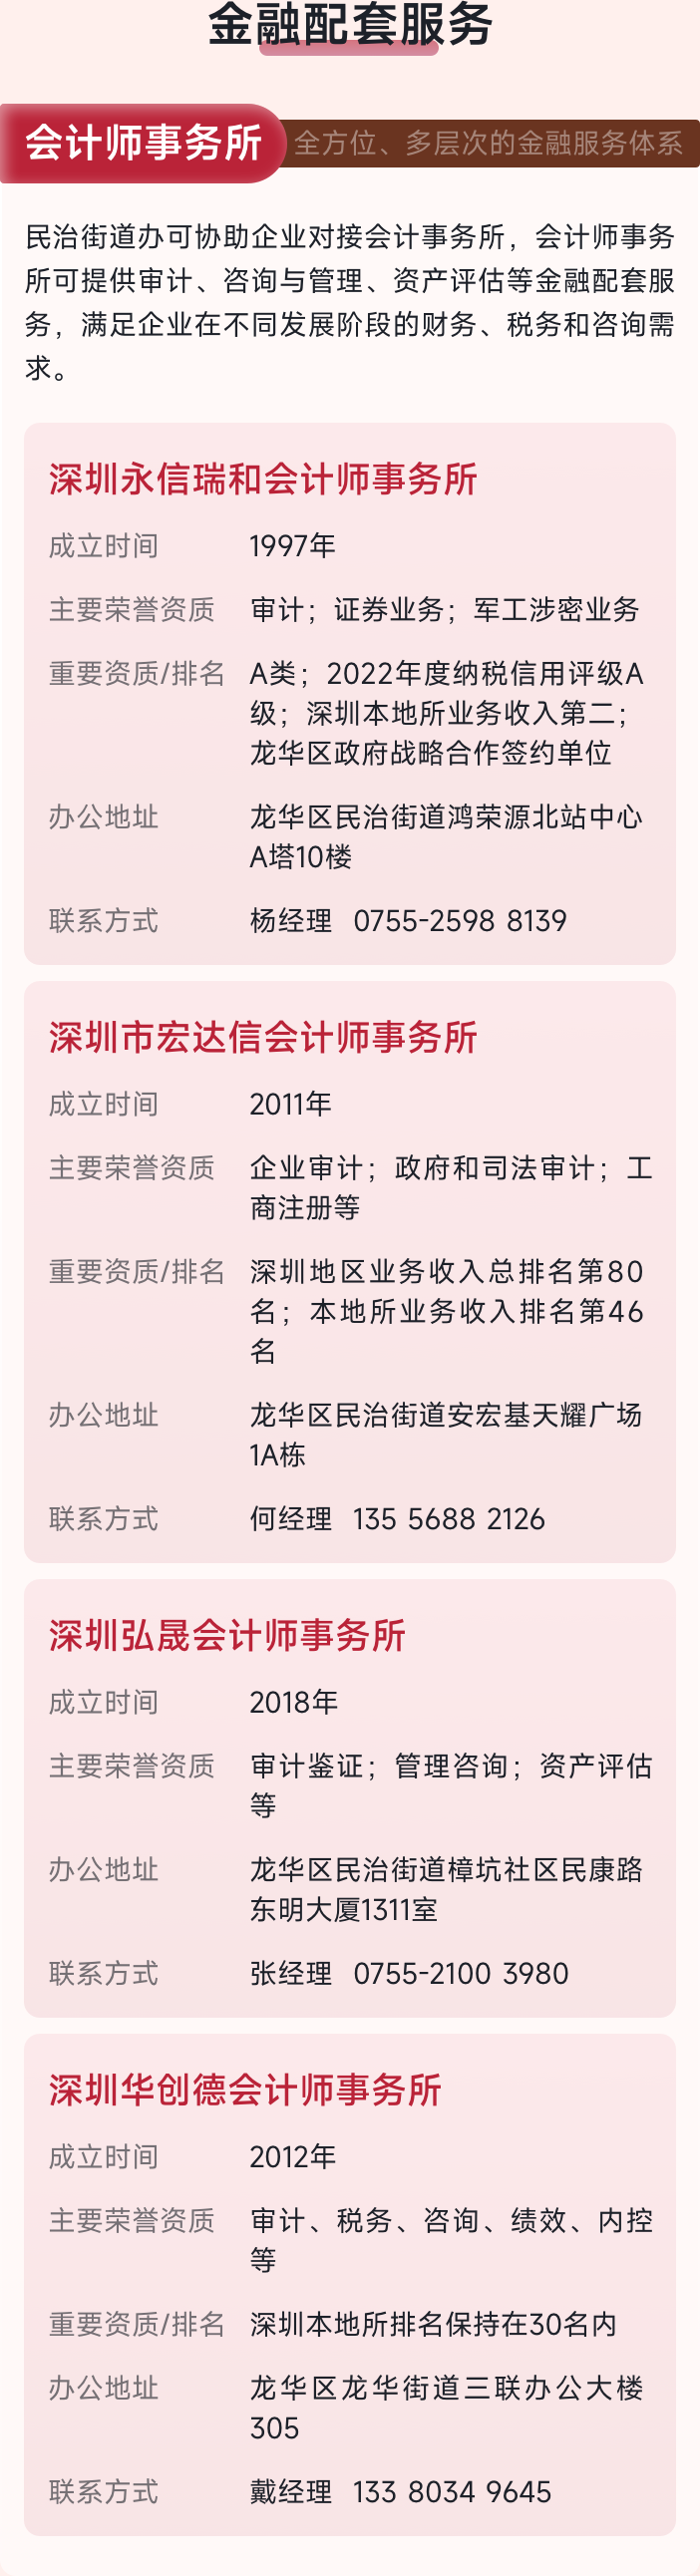 金融配套服务
会计师事务所
全方位、多层次的金融服务体系
民治街道办可协助企业对接会计事务所，会计师事务
所可提供审计、咨询与管理、资产评估等金融配套服
务，满足企业在不同发展阶段的财务、税务和咨询需
求。
深圳永信瑞和会计师事务所
成立时间 1997年
主要荣誉资质 审计；证券业务；军工涉密业务
重要资质/排名 A类；2022年度纳税信用评级A
级；深圳本地所业务收入第二；
龙华区政府战略合作签约单位
办公地址 龙华区民治街道鸿荣源北站中心
A塔10楼
联系方式 杨经理 0755-2598 8139
深圳市宏达信会计师事务所
成立时间 2011年
主要荣誉资质 企业审计；政府和司法审计；工
商注册等
重要资质/排名 深圳地区业务收入总排名第80
名；本地所业务收入排名第46
名
办公地址 龙华区民治街道安宏基天耀广场
1A栋
联系方式 何经理 135 5688 2126
深圳弘晟会计师事务所
成立时间 2018年
主要荣誉资质 审计鉴证；管理咨询；资产评估
等
办公地址 龙华区民治街道樟坑社区民康路
东明大厦1311室
联系方式 张经理 0755-2100 3980
深圳华创德会计师事务所
成立时间 2012年
主要荣誉资质 审计、税务、咨询、绩效、内控
等
重要资质/排名 深圳本地所排名保持在30名内
办公地址 龙华区龙华街道三联办公大楼
305
联系方式 戴经理 133 8034 9645